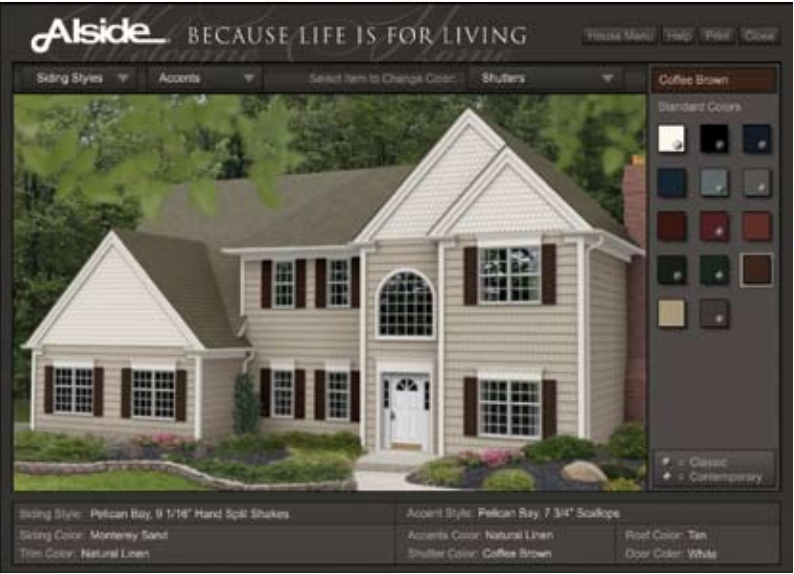 Alside BECAUSE LIFE IS FOR LIVING
House Menu Help Print Close
Siding Styles Accents Select Item to Change Color: Shutters
Coffee Brown
Standard Colors
= Classic
= Contemporary
Siding Style: Pelican Bay, 9 1/16" Hand Split Shakes
Accent Style: Pelican Bay, 7 3/4" Scallops
Siding Color: Monterey Sand
Accents Color: Natural Linen
Roof Color: Tan
Trim Color: Natural Linen
Shutter Color: Coffee Brown
Door Color: White